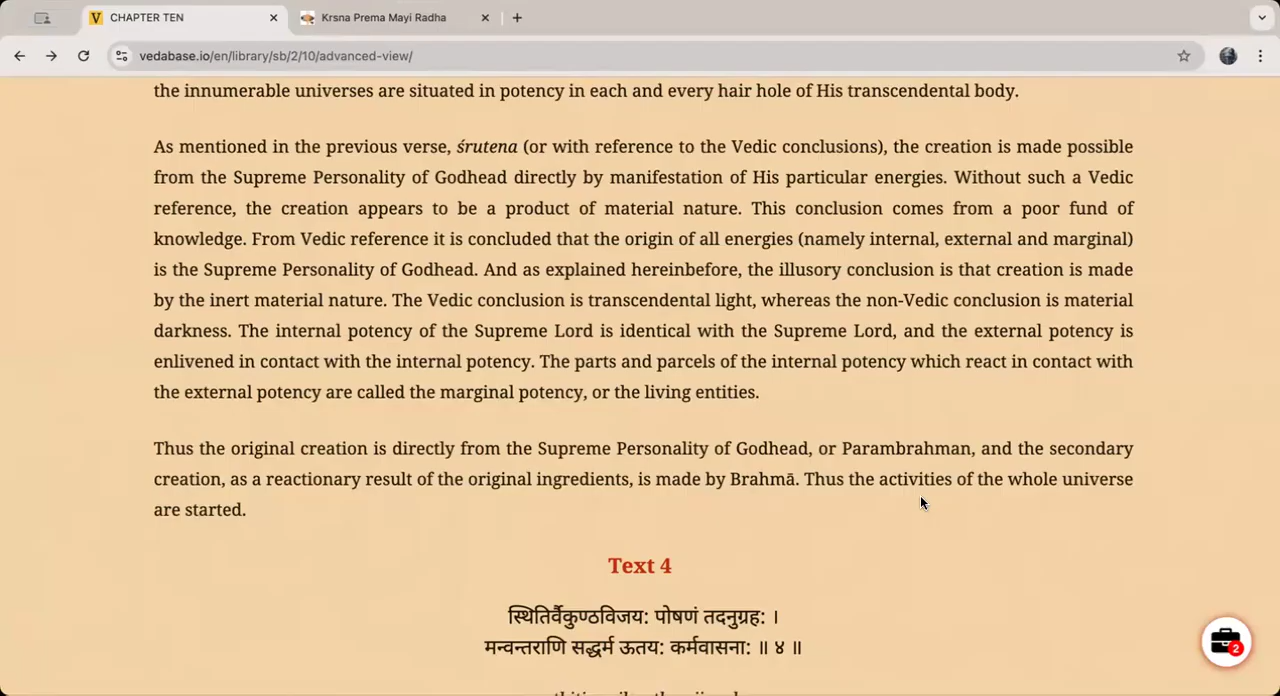 CHAPTER TEN
Krsna Prema Mayi Radha
vedabase.io/en/library/sb/2/10/advanced-view/
the innumerable universes are situated in potency in each and every hair hole of His transcendental body.
As mentioned in the previous verse, śrutena (or with reference to the Vedic conclusions), the creation is made possible
from the Supreme Personality of Godhead directly by manifestation of His particular energies. Without such a Vedic
reference, the creation appears to be a product of material nature. This conclusion comes from a poor fund of
knowledge. From Vedic reference it is concluded that the origin of all energies (namely internal, external and marginal)
is the Supreme Personality of Godhead. And as explained hereinbefore, the illusory conclusion is that creation is made
by the inert material nature. The Vedic conclusion is transcendental light, whereas the non-Vedic conclusion is material
darkness. The internal potency of the Supreme Lord is identical with the Supreme Lord, and the external potency is
enlivened in contact with the internal potency. The parts and parcels of the internal potency which react in contact with
the external potency are called the marginal potency, or the living entities.
Thus the original creation is directly from the Supreme Personality of Godhead, or Parambrahman, and the secondary
creation, as a reactionary result of the original ingredients, is made by Brahmā. Thus the activities of the whole universe
are started.
Text 4
स्थितिर्वैकुण्ठविजय: पोषणं तदनुग्रह: ।
मन्वन्तराणि सद्धर्म ऊतय: कर्मवासना: ॥ ४ ॥
2